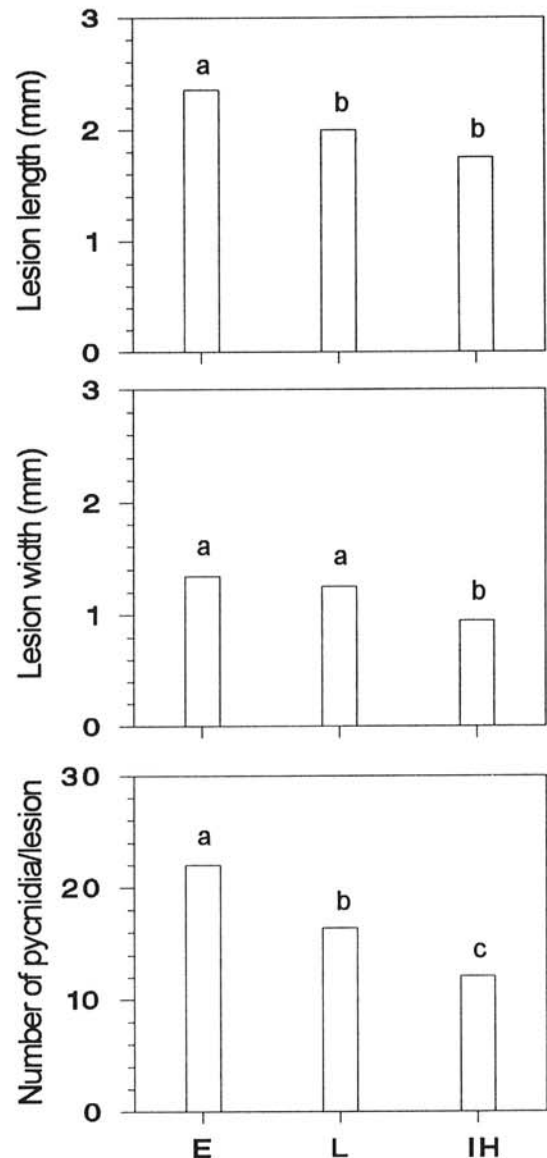 Lesion length (mm)
3
2
1
0
a
b
b
Lesion width (mm)
3
2
1
0
a
a
b
Number of pycnidia/lesion
30
20
10
0
a
b
c
E
L
IH